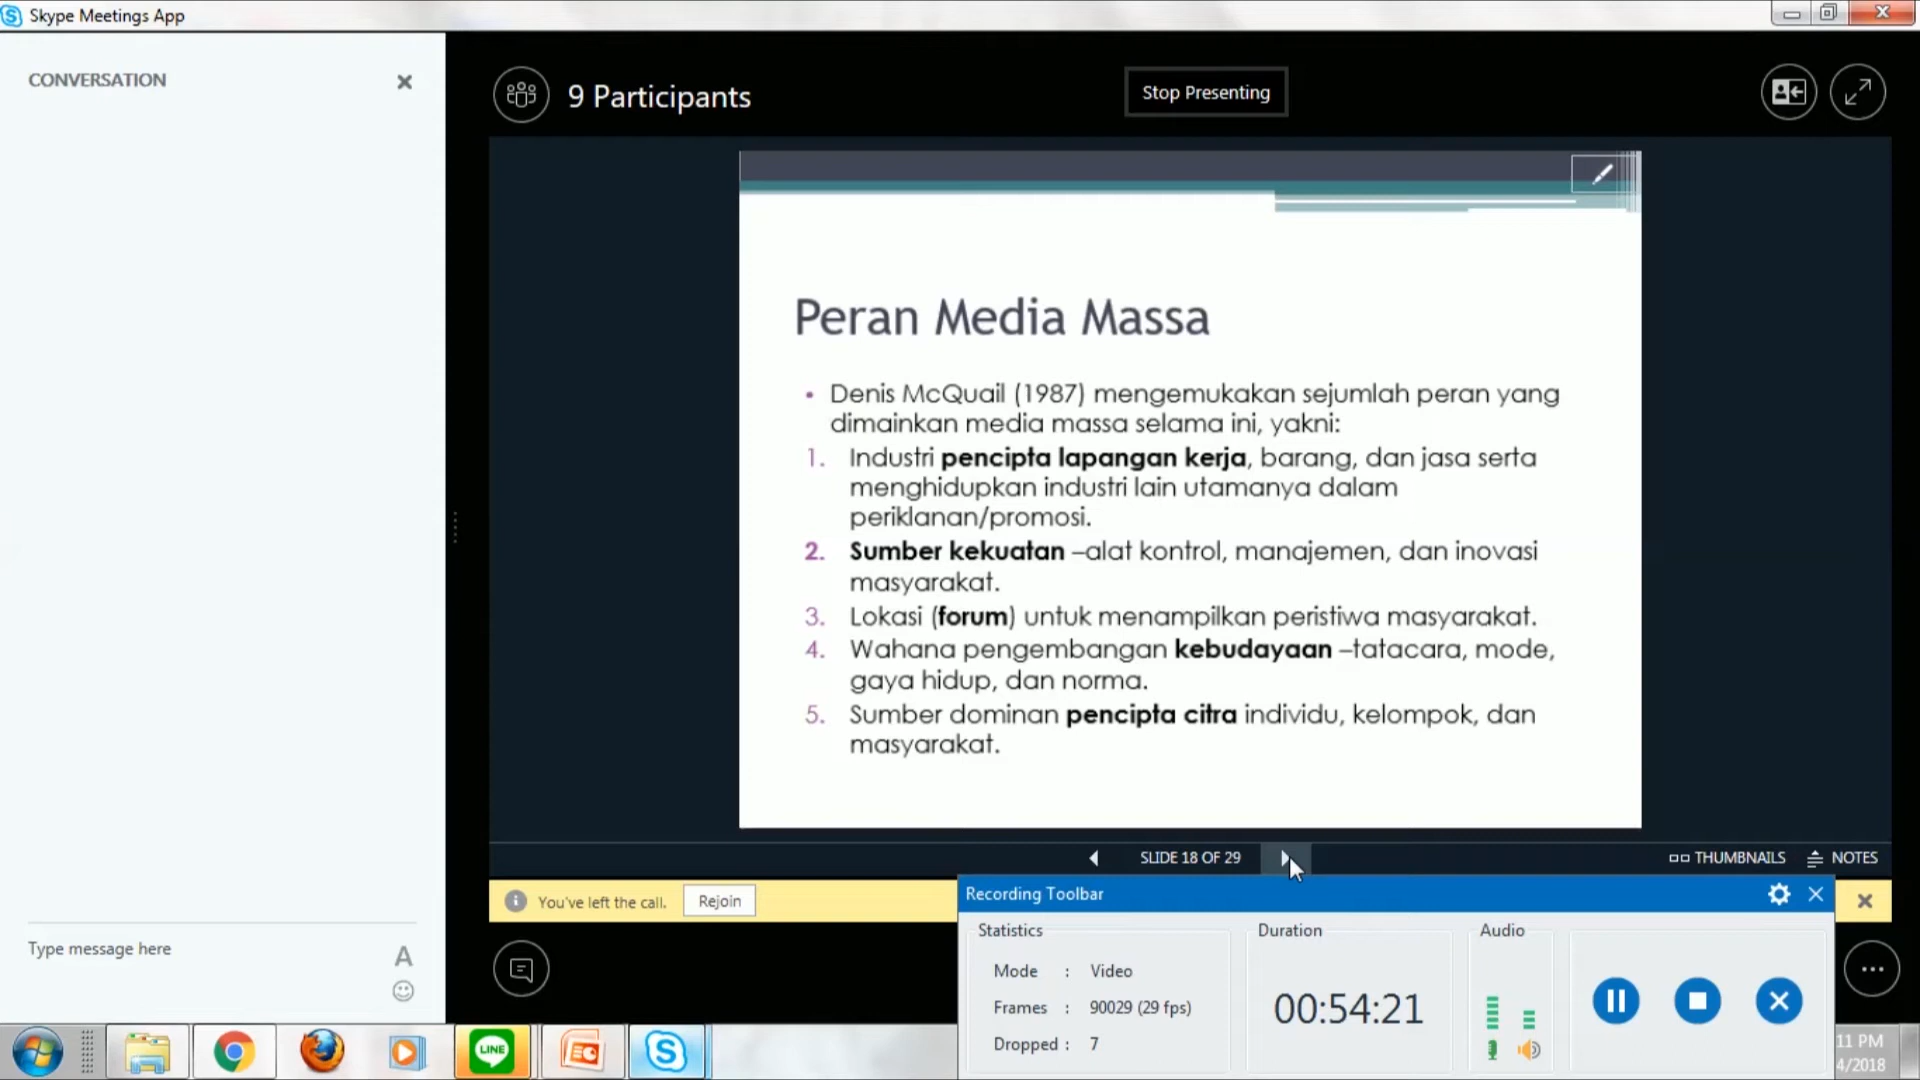 Skype Meetings App
CONVERSATION
9 Participants
Stop Presenting
Peran Media Massa
• Denis McQuail (1987) mengemukakan sejumlah peran yang
dimainkan media massa selama ini, yakni:
1. Industri pencipta lapangan kerja, barang, dan jasa serta
menghidupkan industri lain utamanya dalam
periklanan/promosi.
2. Sumber kekuatan –alat kontrol, manajemen, dan inovasi
masyarakat.
3. Lokasi (forum) untuk menampilkan peristiwa masyarakat.
4. Wahana pengembangan kebudayaan –tatacara, mode,
gaya hidup, dan norma.
5. Sumber dominan pencipta citra individu, kelompok, dan
masyarakat.
SLIDE 18 OF 29
THUMBNAILS
NOTES
You've left the call.
Rejoin
Recording Toolbar
Statistics
Mode : Video
Frames : 90029 (29 fps)
Dropped : 7
Duration
00:54:21
Audio
Type message here
A
LINE
11 PM
4/2018